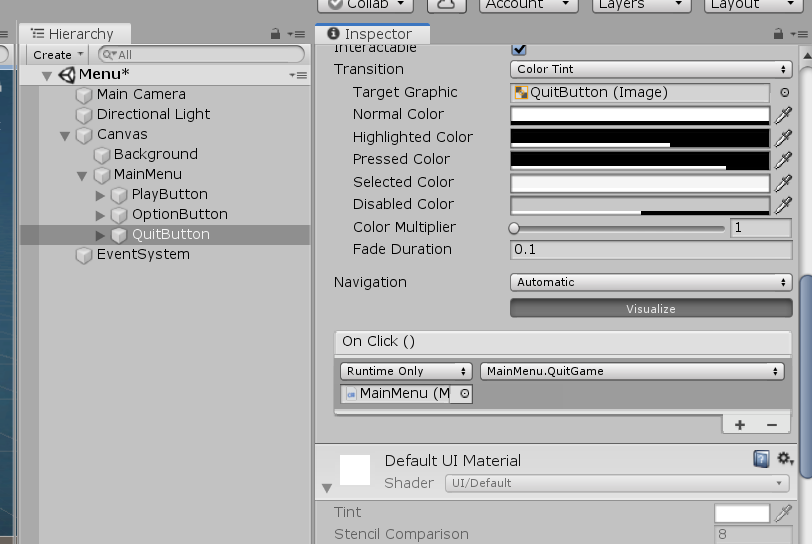 Collab
Account
Layers
Layout
Hierarchy
Create
All
Menu*
Main Camera
Directional Light
Canvas
Background
MainMenu
PlayButton
OptionButton
QuitButton
EventSystem
Inspector
Interactable
Transition
Color Tint
Target Graphic
QuitButton (Image)
Normal Color
Highlighted Color
Pressed Color
Selected Color
Disabled Color
Color Multiplier
1
Fade Duration
0.1
Navigation
Automatic
Visualize
On Click ()
Runtime Only
MainMenu.QuitGame
MainMenu (M
+ −
Default UI Material
Shader
UI/Default
Tint
Stencil Comparison
8